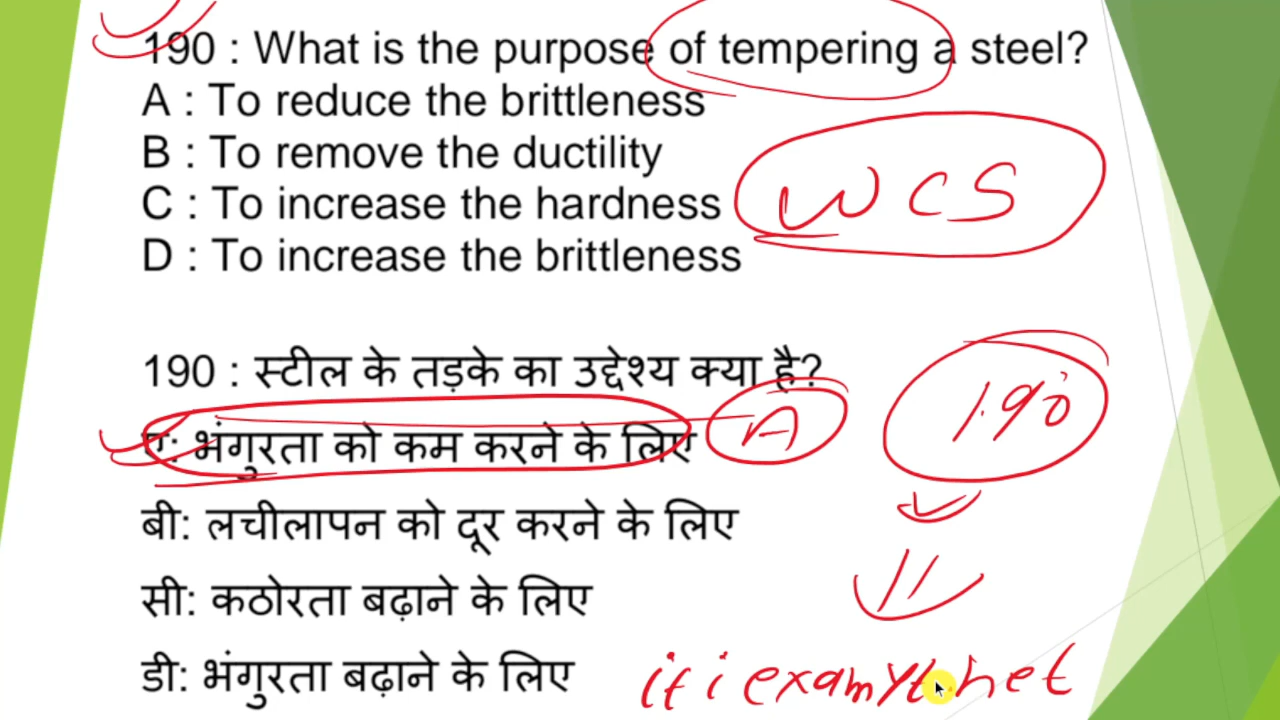 190 : What is the purpose of tempering a steel?
A : To reduce the brittleness
B : To remove the ductility
C : To increase the hardness
WCS
D : To increase the brittleness
190 : स्टील के तड़के का उद्देश्य क्या है?
190
ए: भंगुरता को कम करने के लिए
A
बी: लचीलापन को दूर करने के लिए
सी: कठोरता बढ़ाने के लिए
डी: भंगुरता बढ़ाने के लिए
iti exam